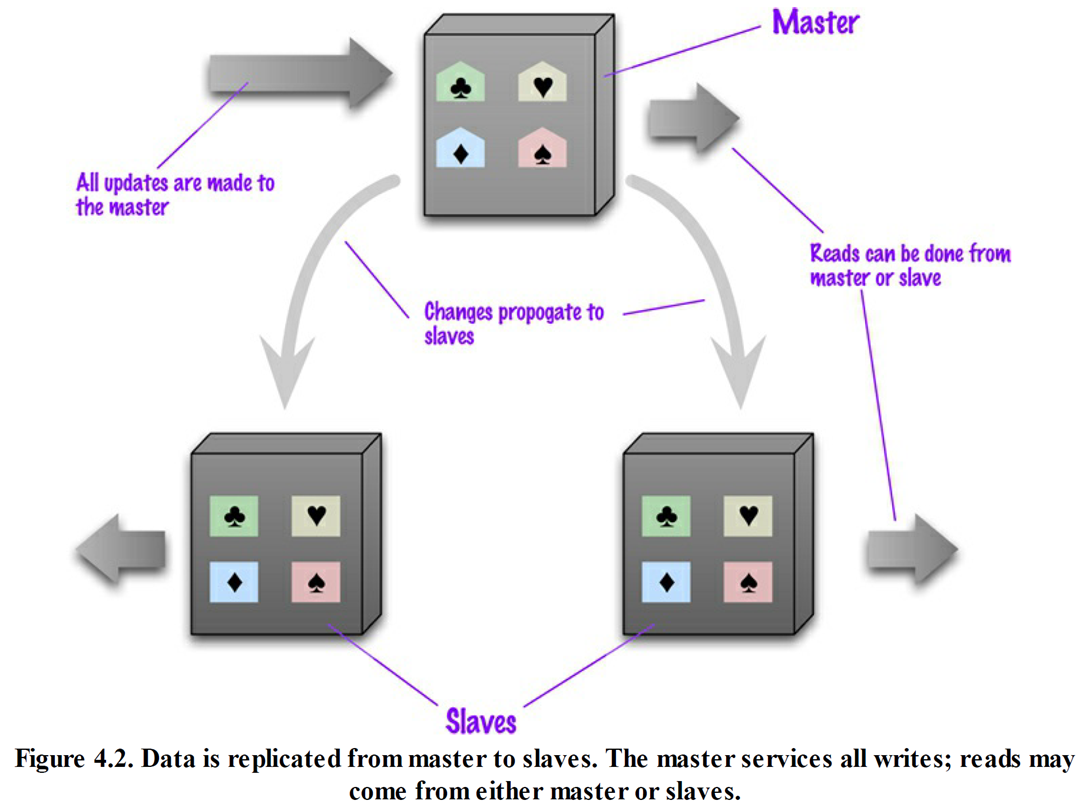 Master
All updates are made to
the master
Reads can be done from
master or slave
Changes propogate to
slaves
Slaves
Figure 4.2. Data is replicated from master to slaves. The master services all writes; reads may
come from either master or slaves.